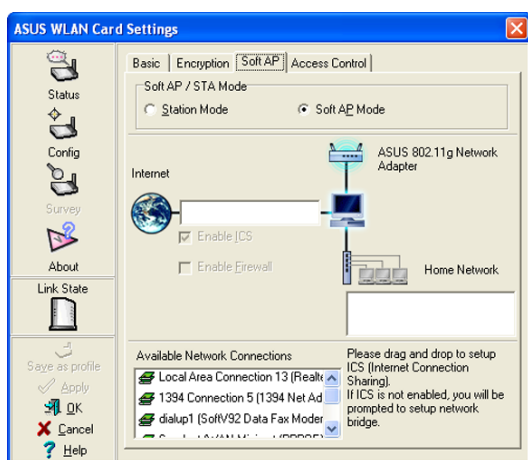 ASUS WLAN Card Settings
Status
Config
Survey
About
Link State
Save as profile
Apply
OK
Cancel
Help
Basic
Encryption
Soft AP
Access Control
Soft AP / STA Mode
Station Mode
Soft AP Mode
Internet
ASUS 802.11g Network
Adapter
Enable ICS
Enable Firewall
Home Network
Available Network Connections
Local Area Connection 13 (Realte
1394 Connection 5 (1394 Net Ad
dialup1 (SoftV92 Data Fax Moder
Please drag and drop to setup
ICS (Internet Connection
Sharing).
If ICS is not enabled, you will be
prompted to setup network
bridge.